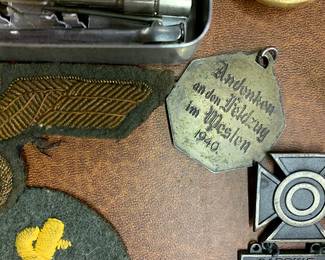 Andenken
an den Feldzug
im Westen
1940